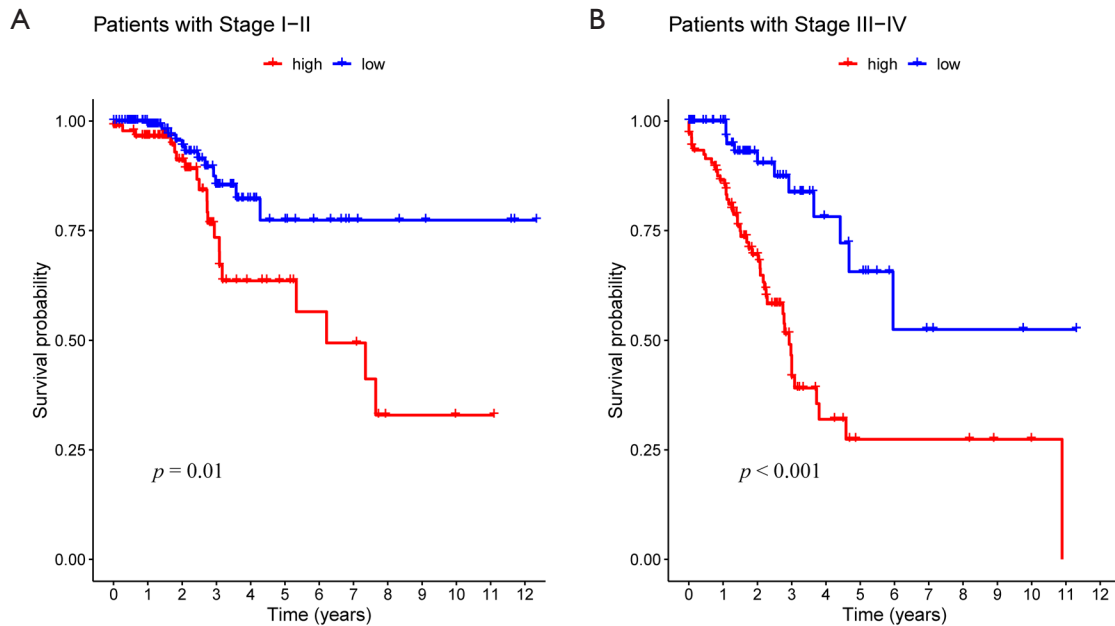 A
Patients with Stage I−II
high low
1.00
0.75
0.50
0.25
0.00
Survival probability
p = 0.01
0 1 2 3 4 5 6 7 8 9 10 11 12
Time (years)
B
Patients with Stage III−IV
high low
1.00
0.75
0.50
0.25
0.00
Survival probability
p < 0.001
0 1 2 3 4 5 6 7 8 9 10 11 12
Time (years)